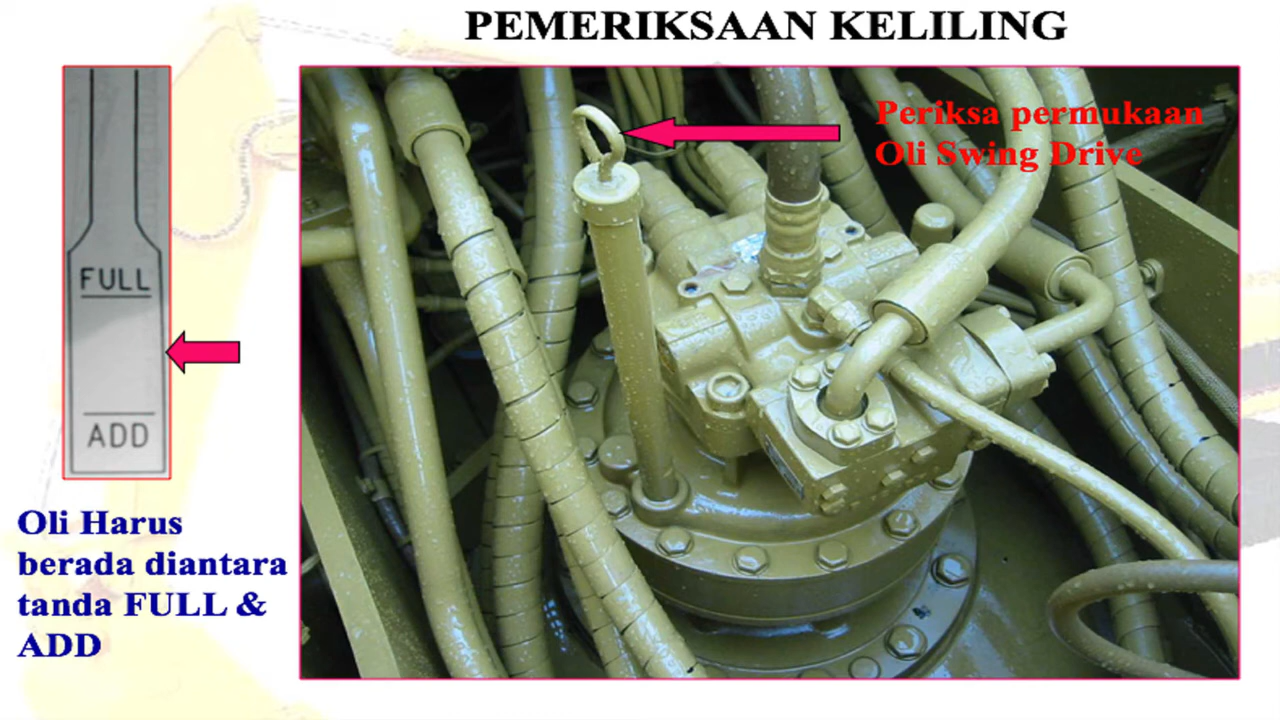 PEMERIKSAAN KELILING
Periksa permukaan
Oli Swing Drive
FULL
ADD
Oli Harus
berada diantara
tanda FULL &
ADD